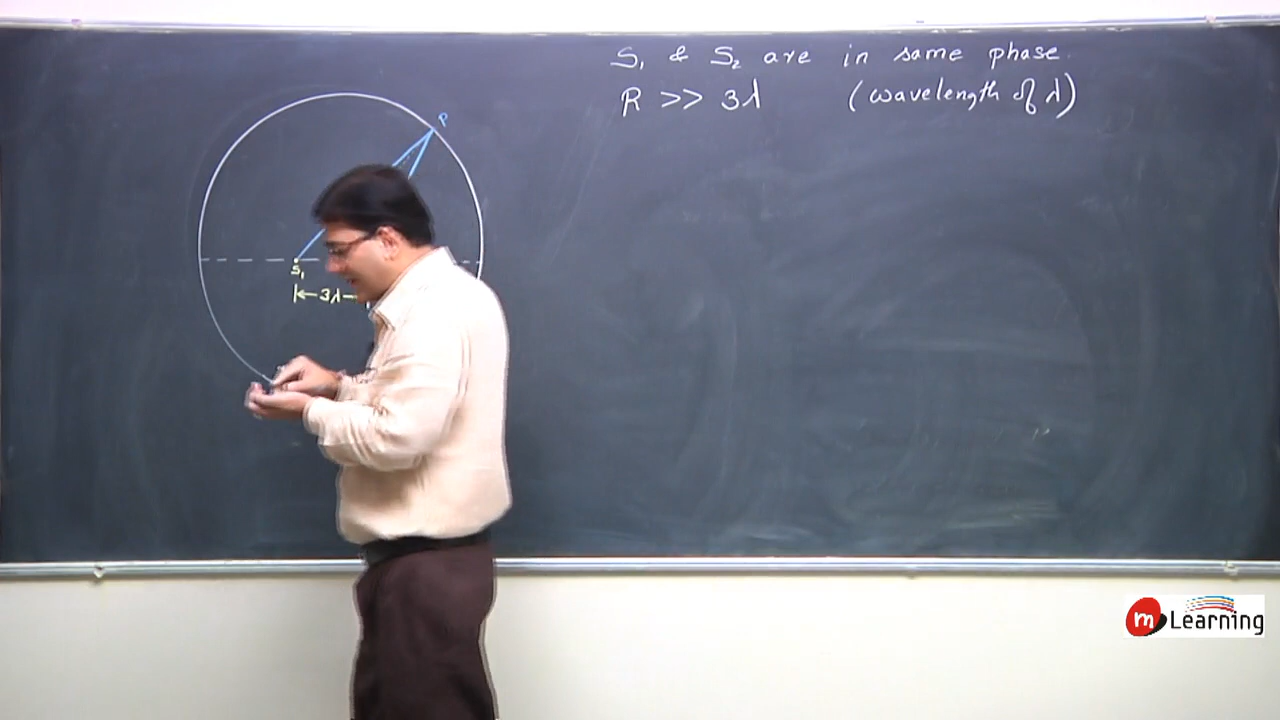 S₁ & S₂ are in same phase.
R >> 3λ (wavelength of λ)
P
S₁
3λ
m Learning